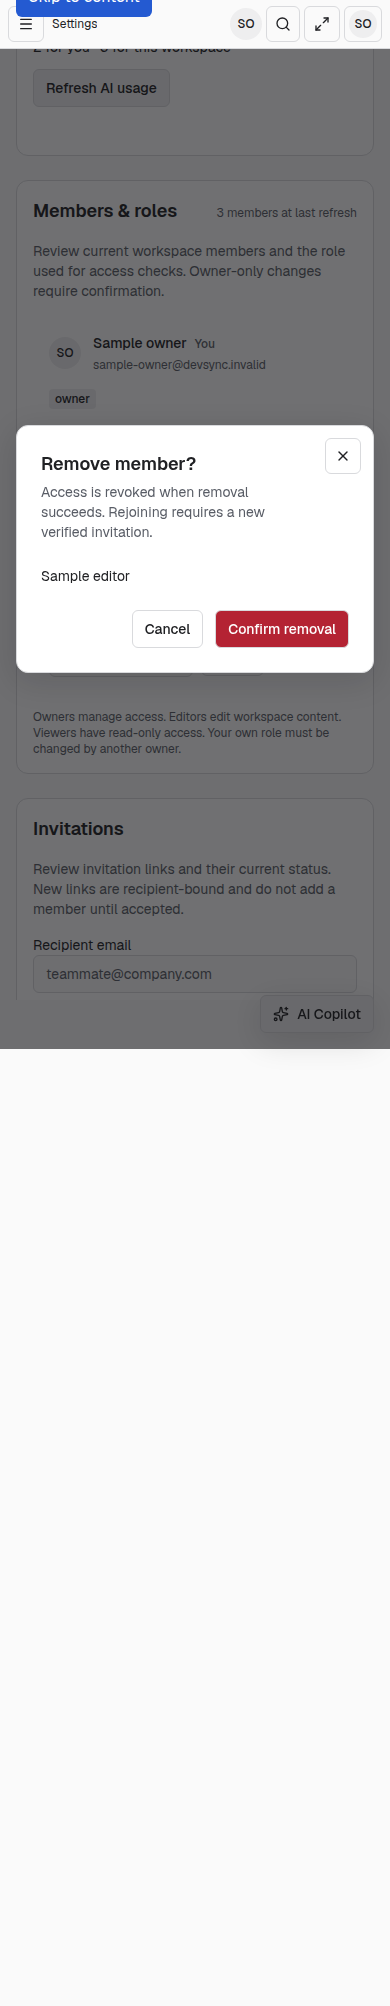 Skip to content
Settings
SO
SO
2 for you · 0 for this workspace
Refresh AI usage
Members & roles
3 members at last refresh
Review current workspace members and the role
used for access checks. Owner-only changes
require confirmation.
SO
Sample owner You
sample-owner@devsync.invalid
owner
Remove member?
Access is revoked when removal
succeeds. Rejoining requires a new
verified invitation.
Sample editor
Cancel
Confirm removal
Owners manage access. Editors edit workspace content.
Viewers have read-only access. Your own role must be
changed by another owner.
Invitations
Review invitation links and their current status.
New links are recipient-bound and do not add a
member until accepted.
Recipient email
teammate@company.com
AI Copilot